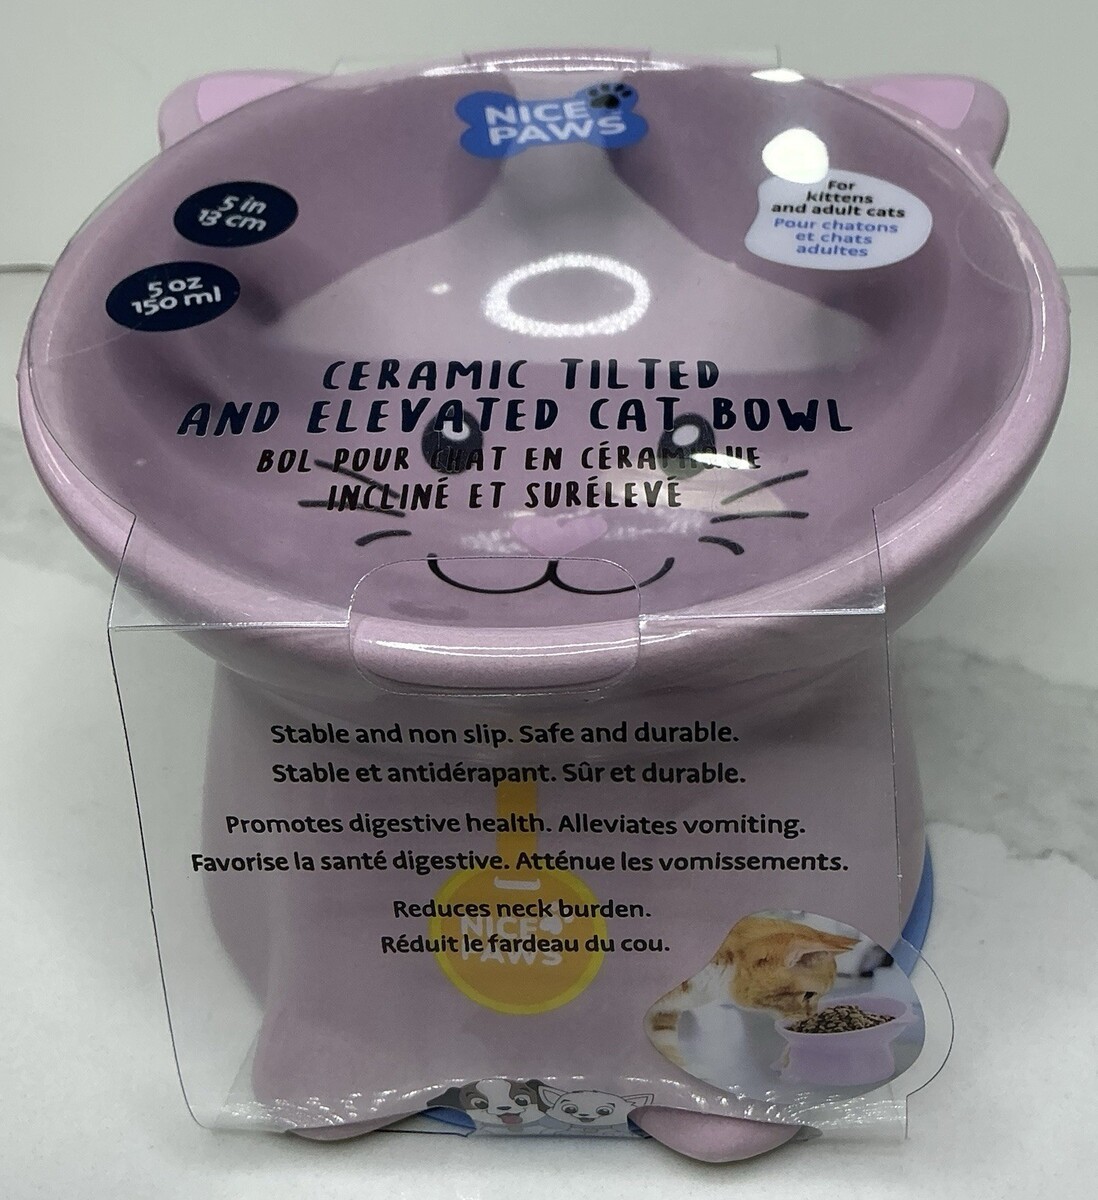 NICE
PAWS
5 in
13 cm
5 oz
150 ml
For
kittens
and adult cats
Pour chatons
et chats
adultes
CERAMIC TILTED
AND ELEVATED CAT BOWL
BOL POUR CHAT EN CÉRAMIQUE
INCLINÉ ET SURÉLEVÉ
Stable and non slip. Safe and durable.
Stable et antidérapant. Sûr et durable.
Promotes digestive health. Alleviates vomiting.
Favorise la santé digestive. Atténue les vomissements.
Reduces neck burden.
Réduit le fardeau du cou.
NICE
PAWS